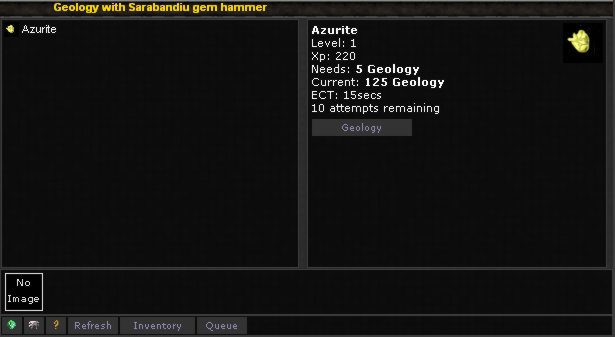 Geology with Sarabandiu gem hammer
Azurite
Azurite
Level: 1
Xp: 220
Needs: 5 Geology
Current: 125 Geology
ECT: 15secs
10 attempts remaining
Geology
No
Image
? Refresh Inventory Queue